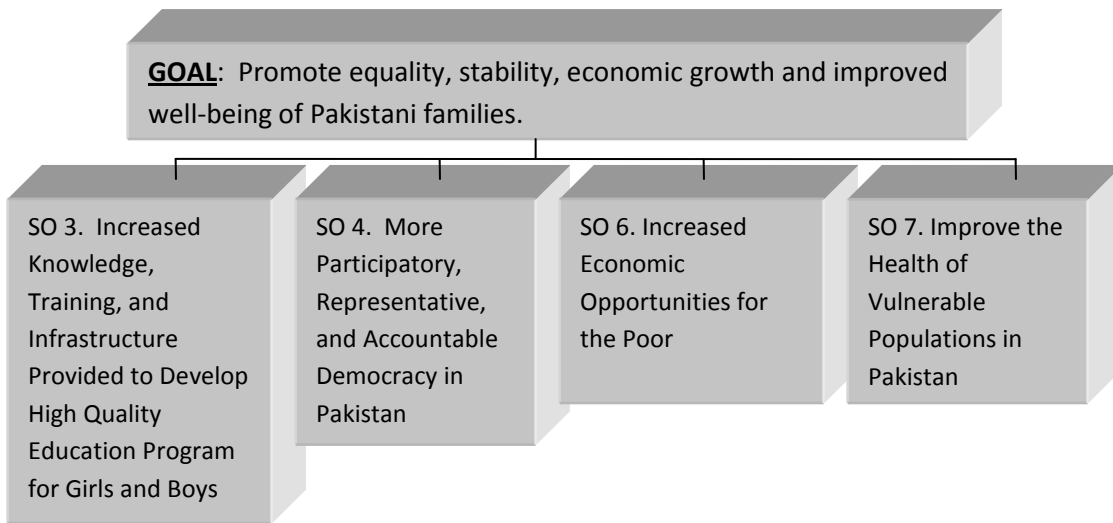 GOAL:  Promote equality, stability, economic growth and improved
well-being of Pakistani families.
SO 3.  Increased
Knowledge,
Training, and
Infrastructure
Provided to Develop
High Quality
Education Program
for Girls and Boys
SO 4.  More
Participatory,
Representative,
and Accountable
Democracy in
Pakistan
SO 6. Increased
Economic
Opportunities for
the Poor
SO 7. Improve the
Health of
Vulnerable
Populations in
Pakistan